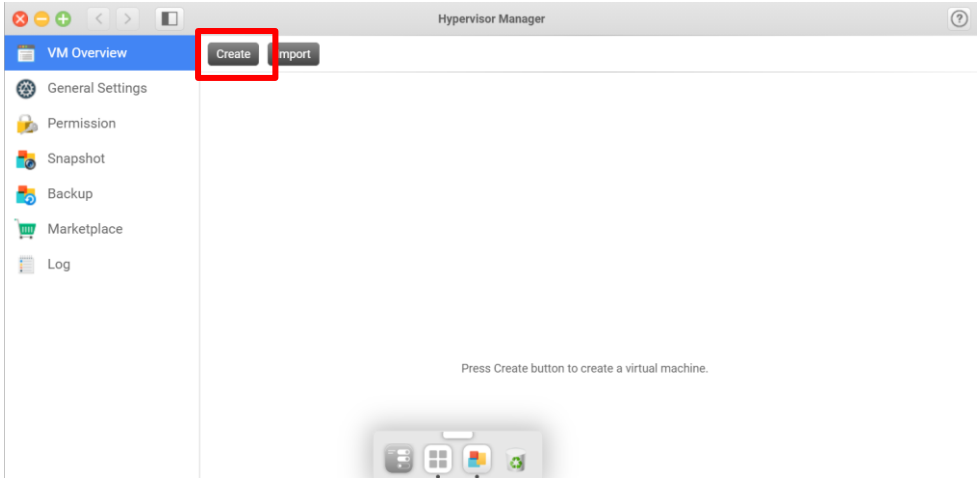 Hypervisor Manager
VM Overview
Create
mport
General Settings
Permission
Snapshot
Backup
Marketplace
Log
Press Create button to create a virtual machine.